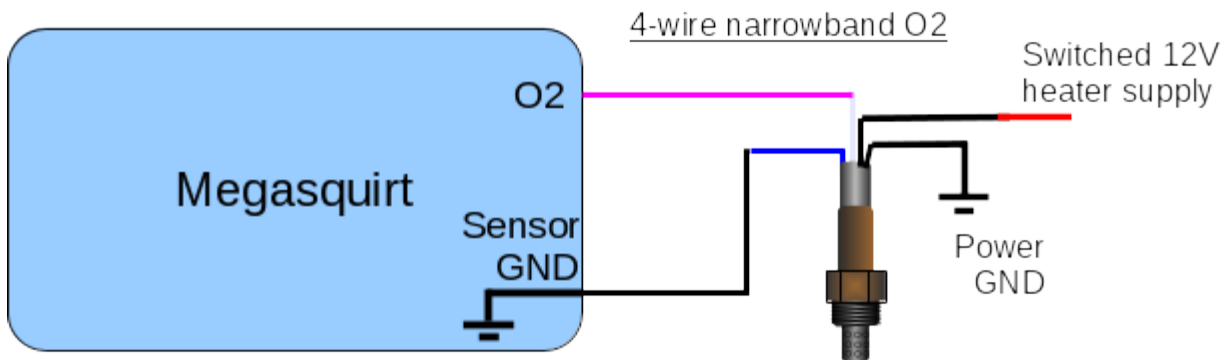 4-wire narrowband O2
Switched 12V
heater supply
O2
Megasquirt
Sensor
GND
Power
GND